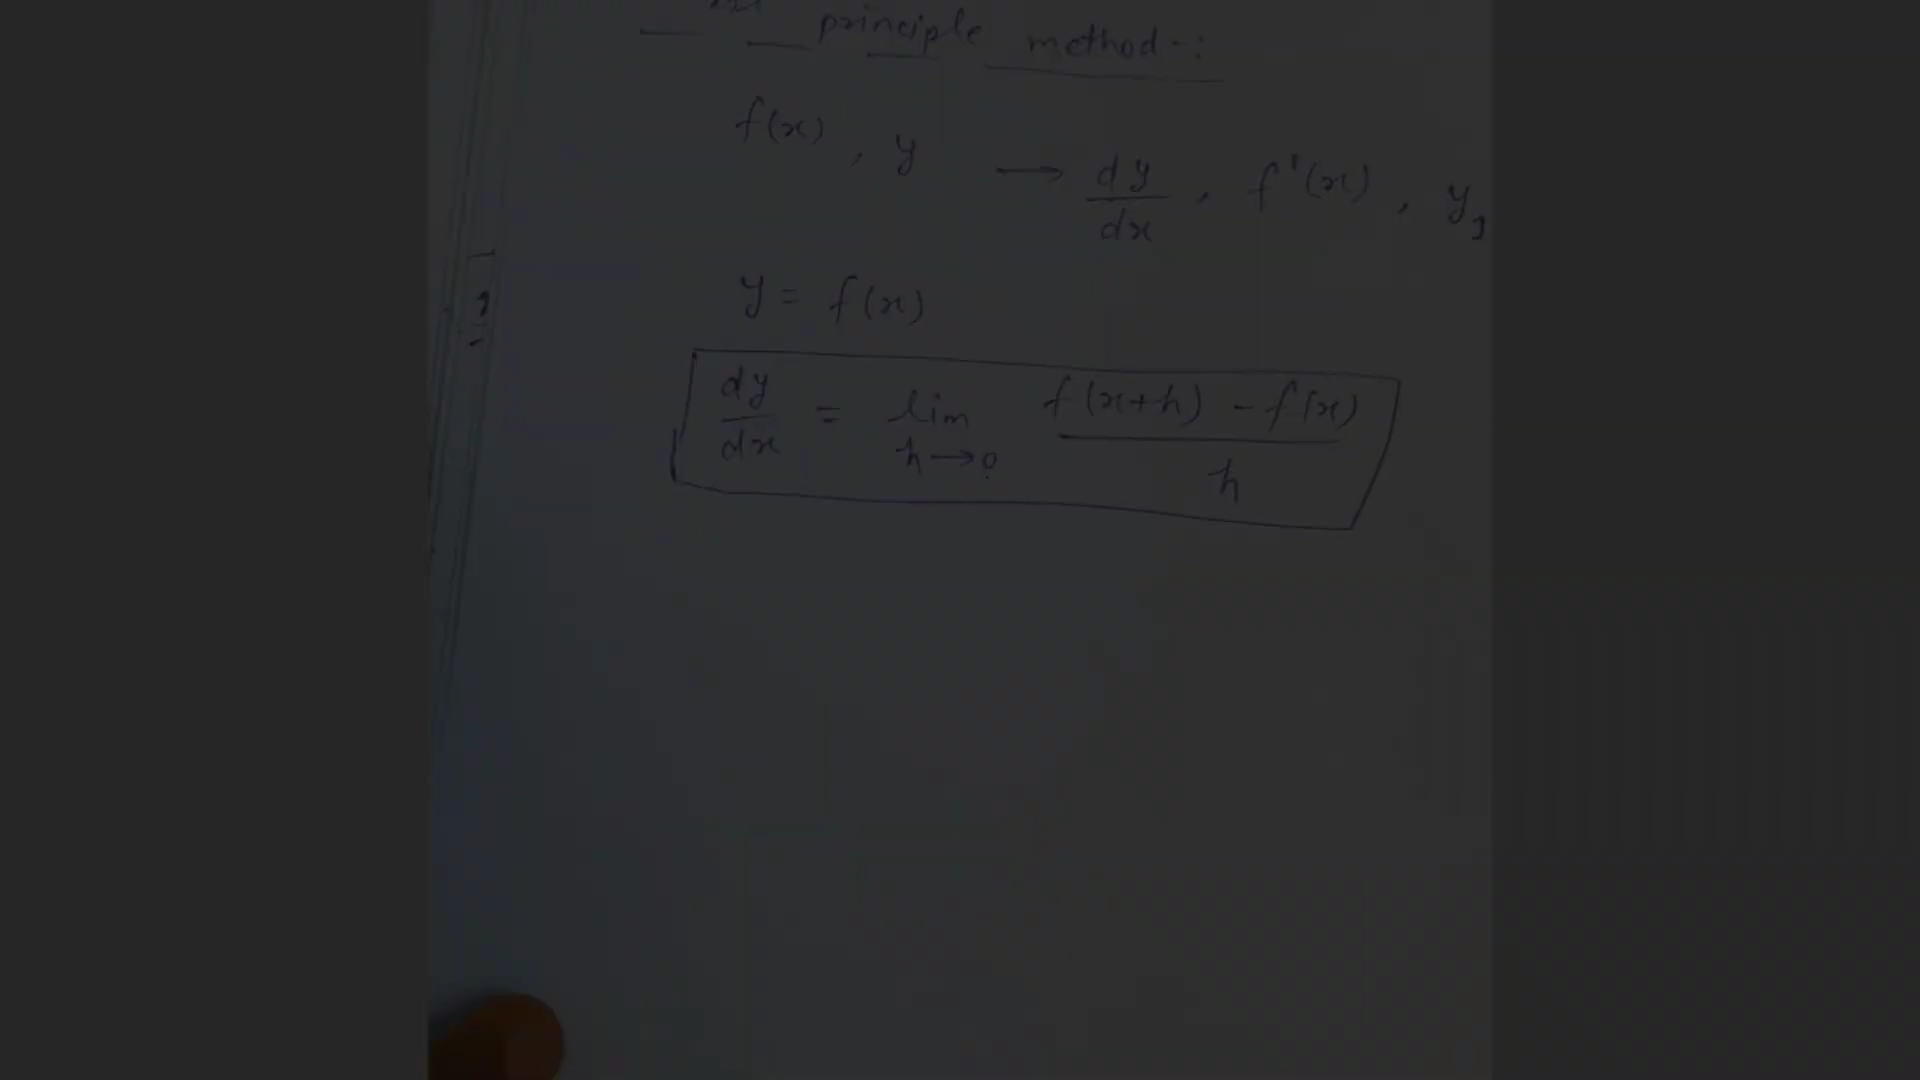 principle method -:
f(x) , y → dy/dx , f'(x) , y₁
y = f(x)
dy/dx = lim h→0 f(x+h) - f(x) / h